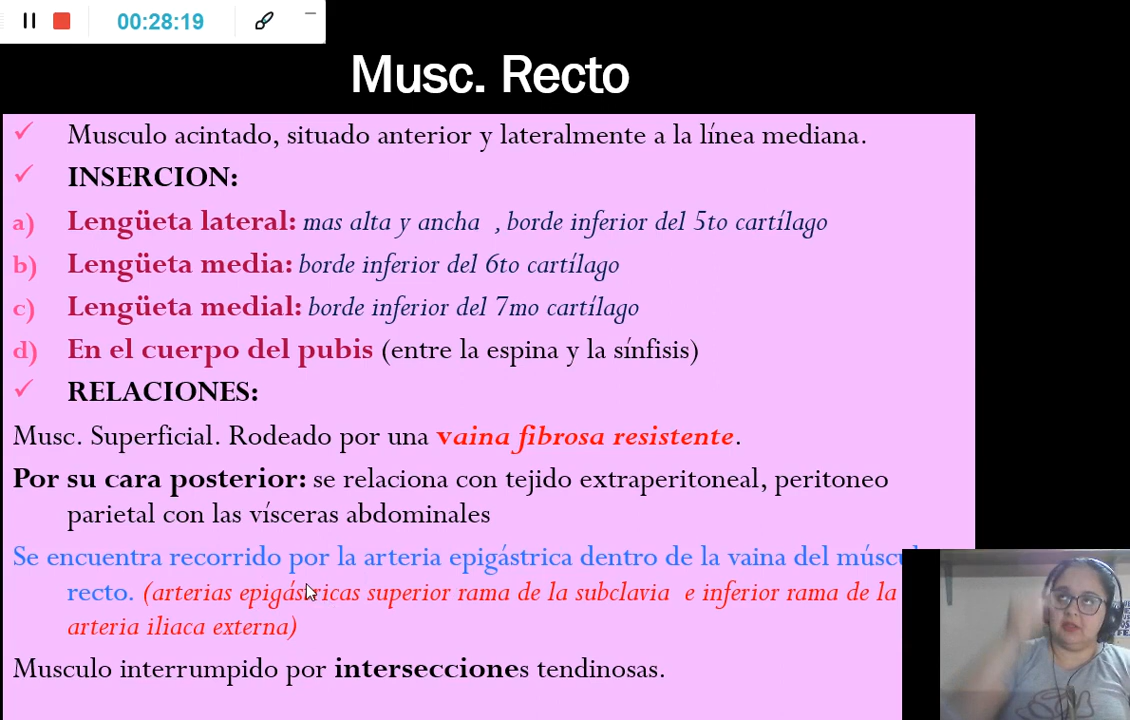 00:28:19
Musc. Recto
✓ Musculo acintado, situado anterior y lateralmente a la línea mediana.
✓ INSERCION:
a) Lengüeta lateral: mas alta y ancha , borde inferior del 5to cartílago
b) Lengüeta media: borde inferior del 6to cartílago
c) Lengüeta medial: borde inferior del 7mo cartílago
d) En el cuerpo del pubis (entre la espina y la sínfisis)
✓ RELACIONES:
Musc. Superficial. Rodeado por una vaina fibrosa resistente.
Por su cara posterior: se relaciona con tejido extraperitoneal, peritoneo
parietal con las vísceras abdominales
Se encuentra recorrido por la arteria epigástrica dentro de la vaina del
recto. (arterias epigástricas superior rama de la subclavia e inferior rama de la
arteria iliaca externa)
Musculo interrumpido por intersecciones tendinosas.